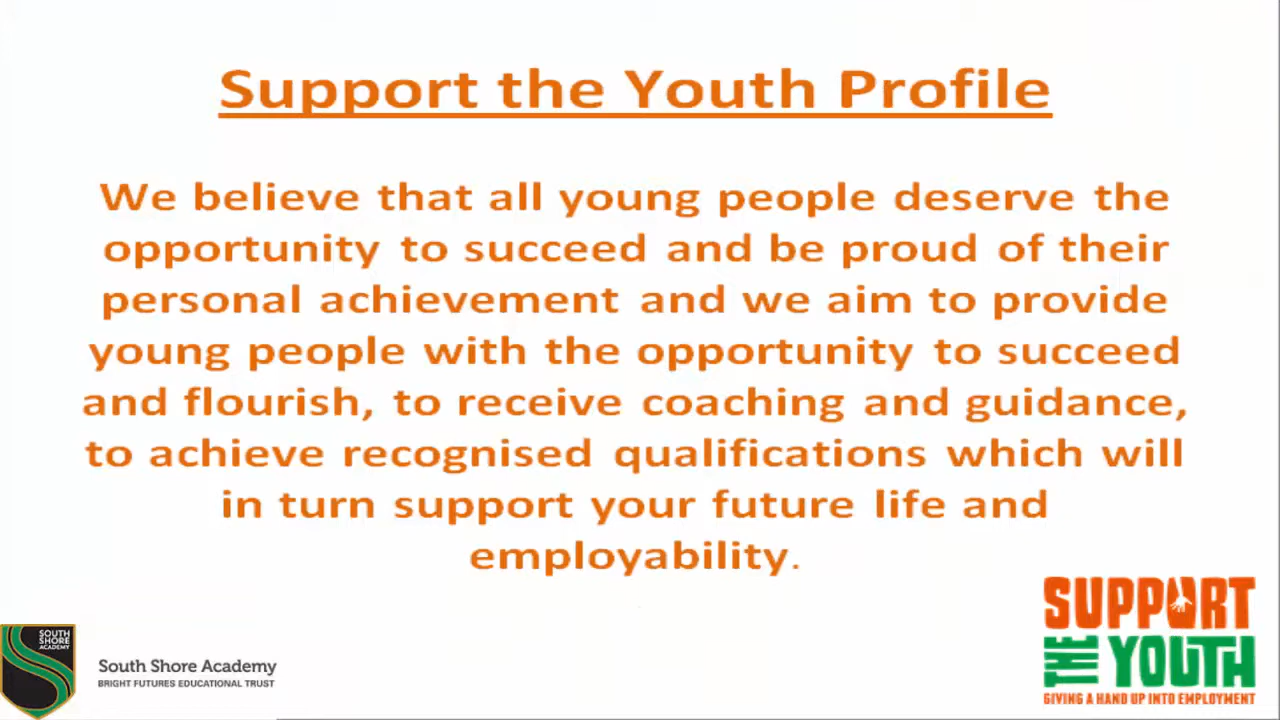 Support the Youth Profile
We believe that all young people deserve the
opportunity to succeed and be proud of their
personal achievement and we aim to provide
young people with the opportunity to succeed
and flourish, to receive coaching and guidance,
to achieve recognised qualifications which will
in turn support your future life and
employability.
SOUTH
SHORE
ACADEMY
South Shore Academy
BRIGHT FUTURES EDUCATIONAL TRUST
SUPPORT
THE YOUTH
GIVING A HAND UP INTO EMPLOYMENT